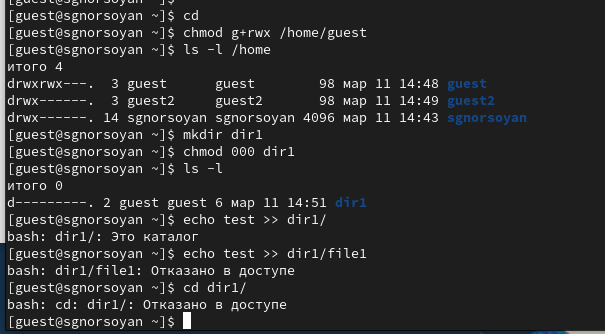 [guest@sgnorsoyan ~]$ cd
[guest@sgnorsoyan ~]$ chmod g+rwx /home/guest
[guest@sgnorsoyan ~]$ ls -l /home
итого 4
drwxrwx---. 3 guest guest 98 мар 11 14:48 guest
drwx------. 3 guest2 guest2 98 мар 11 14:49 guest2
drwx------. 14 sgnorsoyan sgnorsoyan 4096 мар 11 14:43 sgnorsoyan
[guest@sgnorsoyan ~]$ mkdir dir1
[guest@sgnorsoyan ~]$ chmod 000 dir1
[guest@sgnorsoyan ~]$ ls -l
итого 0
d---------. 2 guest guest 6 мар 11 14:51 dir1
[guest@sgnorsoyan ~]$ echo test >> dir1/
bash: dir1/: Это каталог
[guest@sgnorsoyan ~]$ echo test >> dir1/file1
bash: dir1/file1: Отказано в доступе
[guest@sgnorsoyan ~]$ cd dir1/
bash: cd: dir1/: Отказано в доступе
[guest@sgnorsoyan ~]$